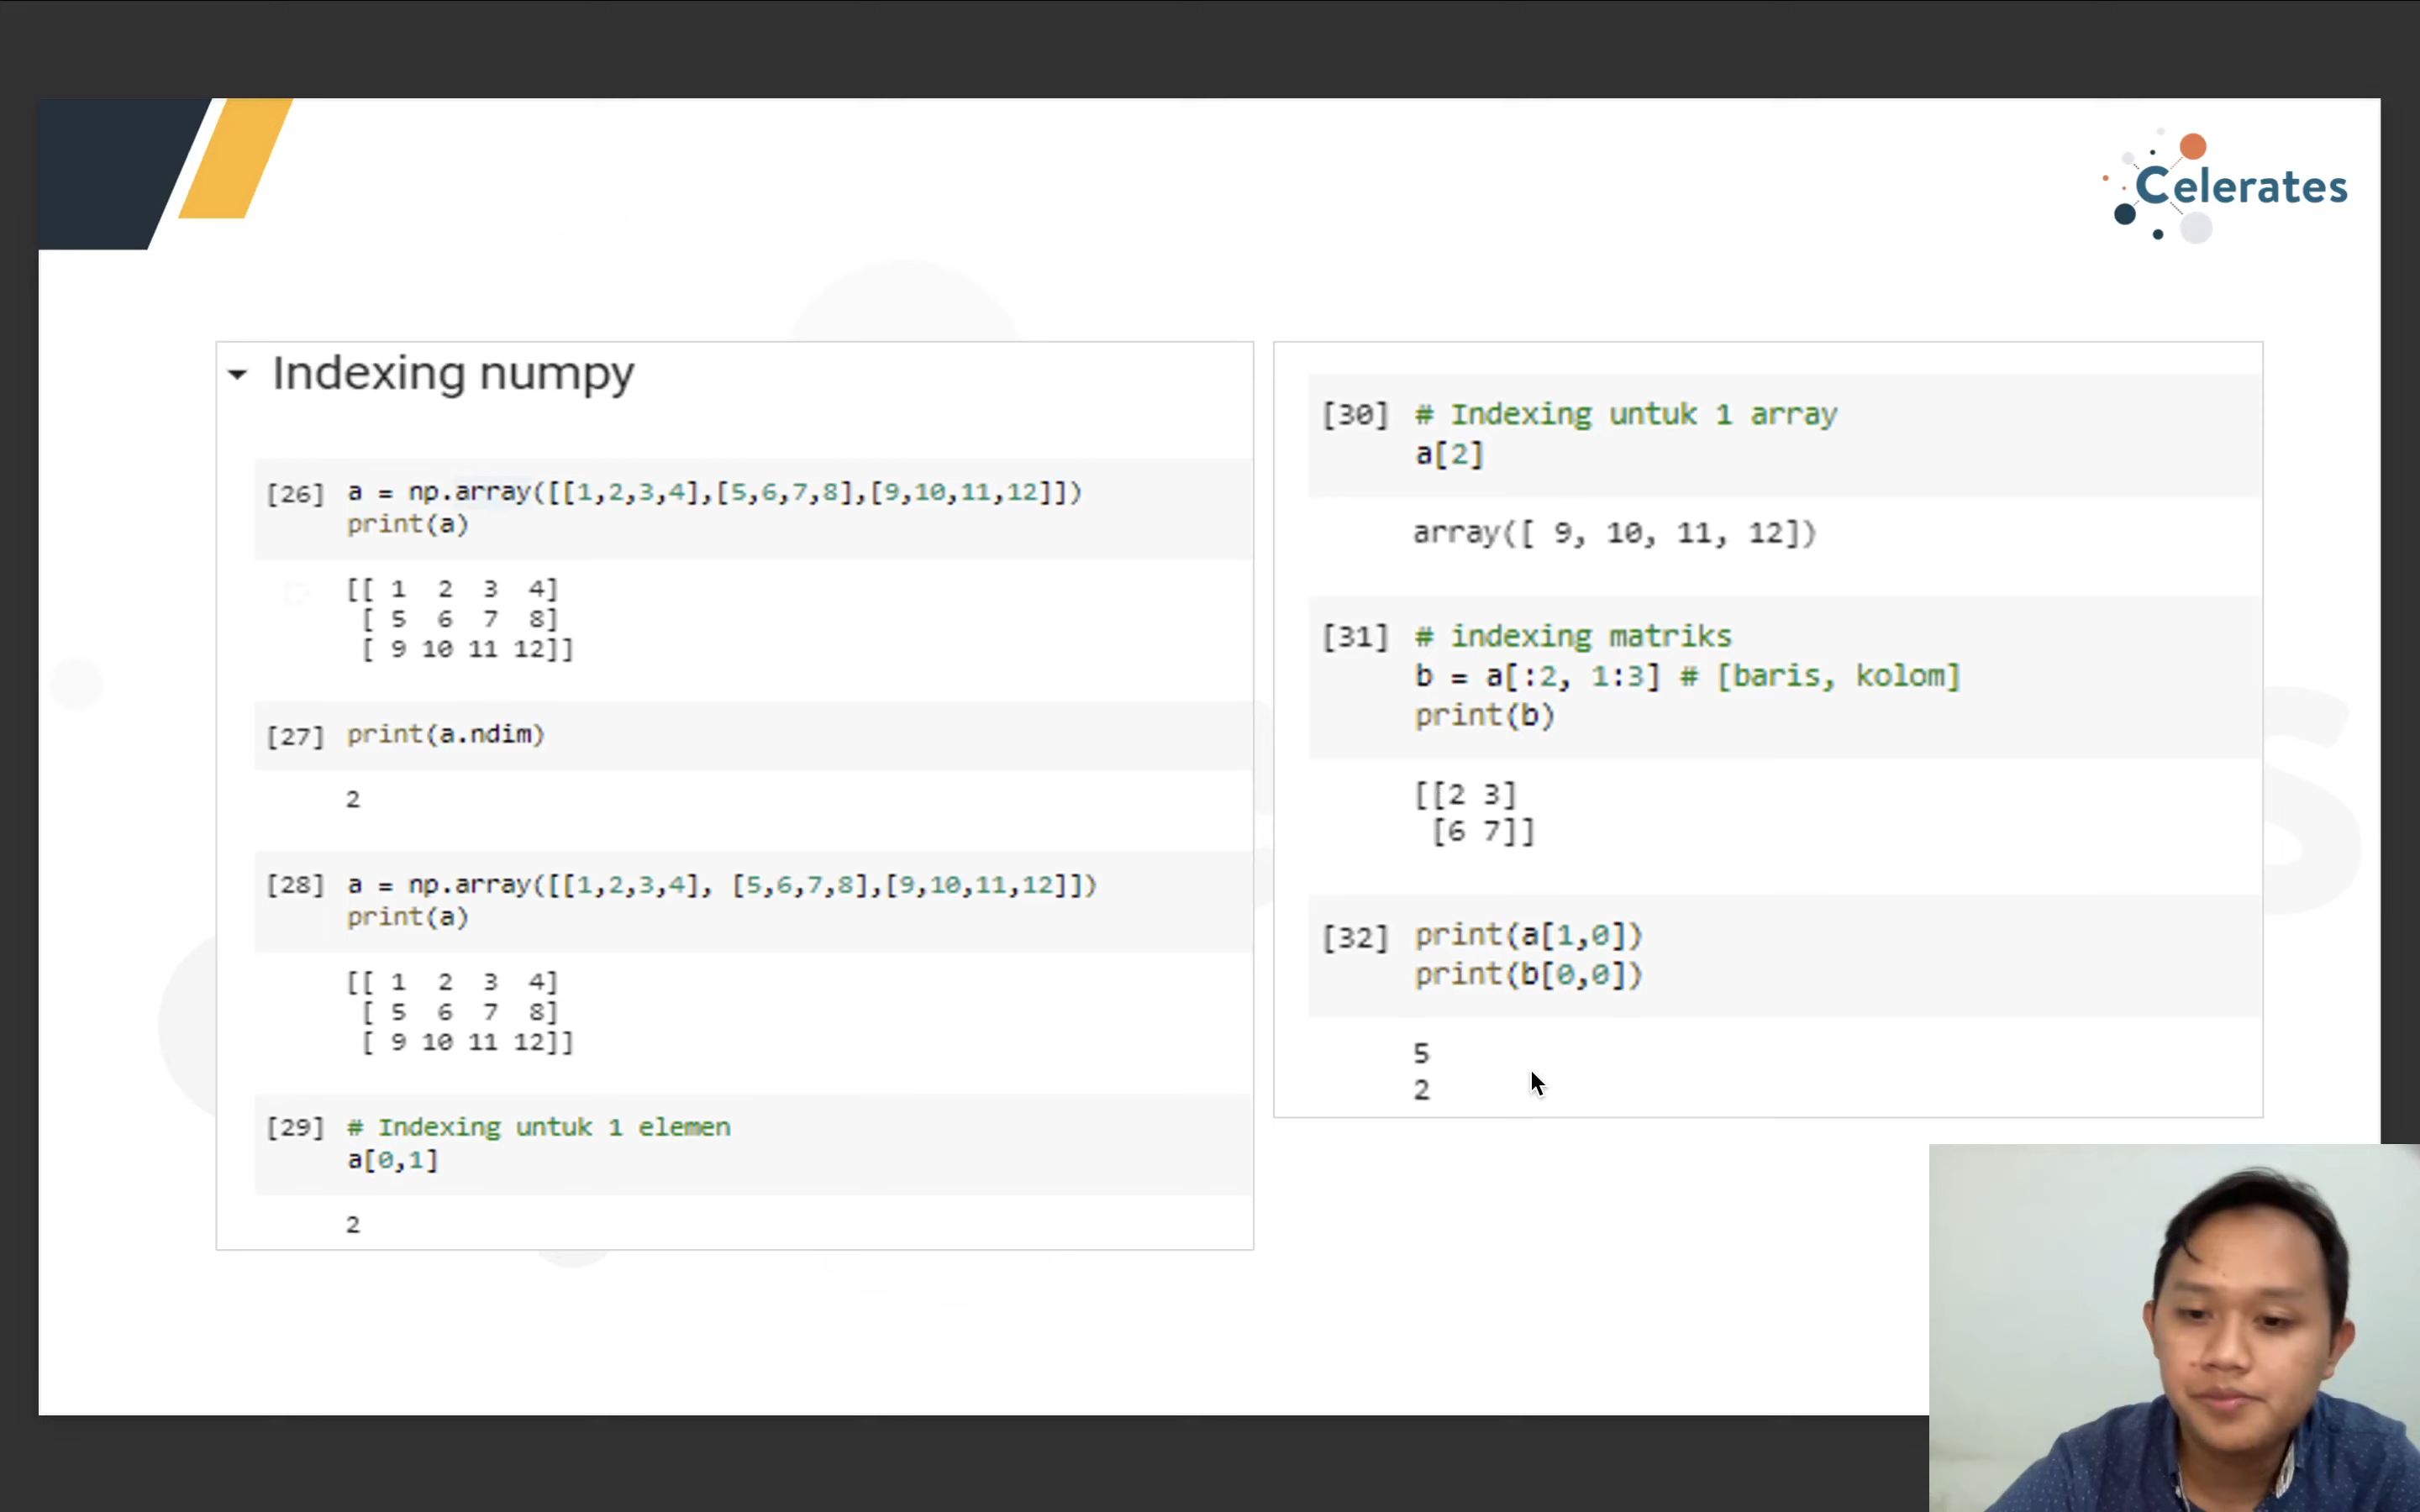 Celerates
Indexing numpy
[26] a = np.array([[1,2,3,4],[5,6,7,8],[9,10,11,12]])
print(a)
[[ 1 2 3 4]
[ 5 6 7 8]
[ 9 10 11 12]]
[27] print(a.ndim)
2
[28] a = np.array([[1,2,3,4], [5,6,7,8],[9,10,11,12]])
print(a)
[[ 1 2 3 4]
[ 5 6 7 8]
[ 9 10 11 12]]
[29] # Indexing untuk 1 elemen
a[0,1]
2
[30] # Indexing untuk 1 array
a[2]
array([ 9, 10, 11, 12])
[31] # indexing matriks
b = a[:2, 1:3] # [baris, kolom]
print(b)
[[2 3]
[6 7]]
[32] print(a[1,0])
print(b[0,0])
5
2